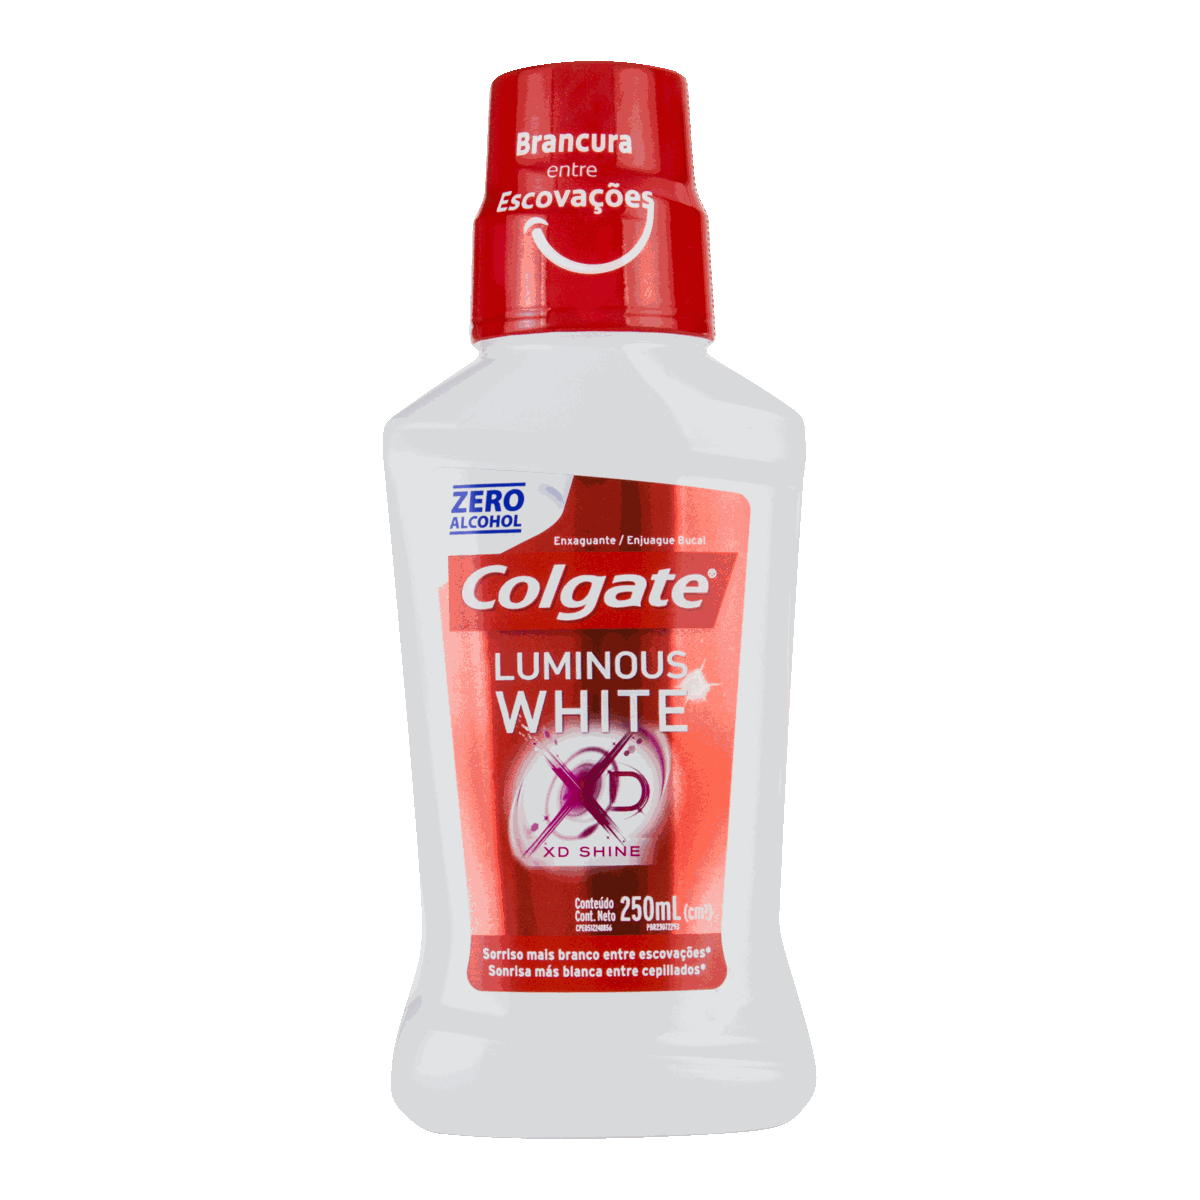 Brancura
entre
Escovações
ZERO
ALCOHOL
Enxaguante / Enjuague Bucal
Colgate®
LUMINOUS
WHITE
XD
XD SHINE
Conteúdo
Cont. Neto 250mL (cm³)
Sorriso mais branco entre escovações*
Sonrisa más blanca entre cepillados*